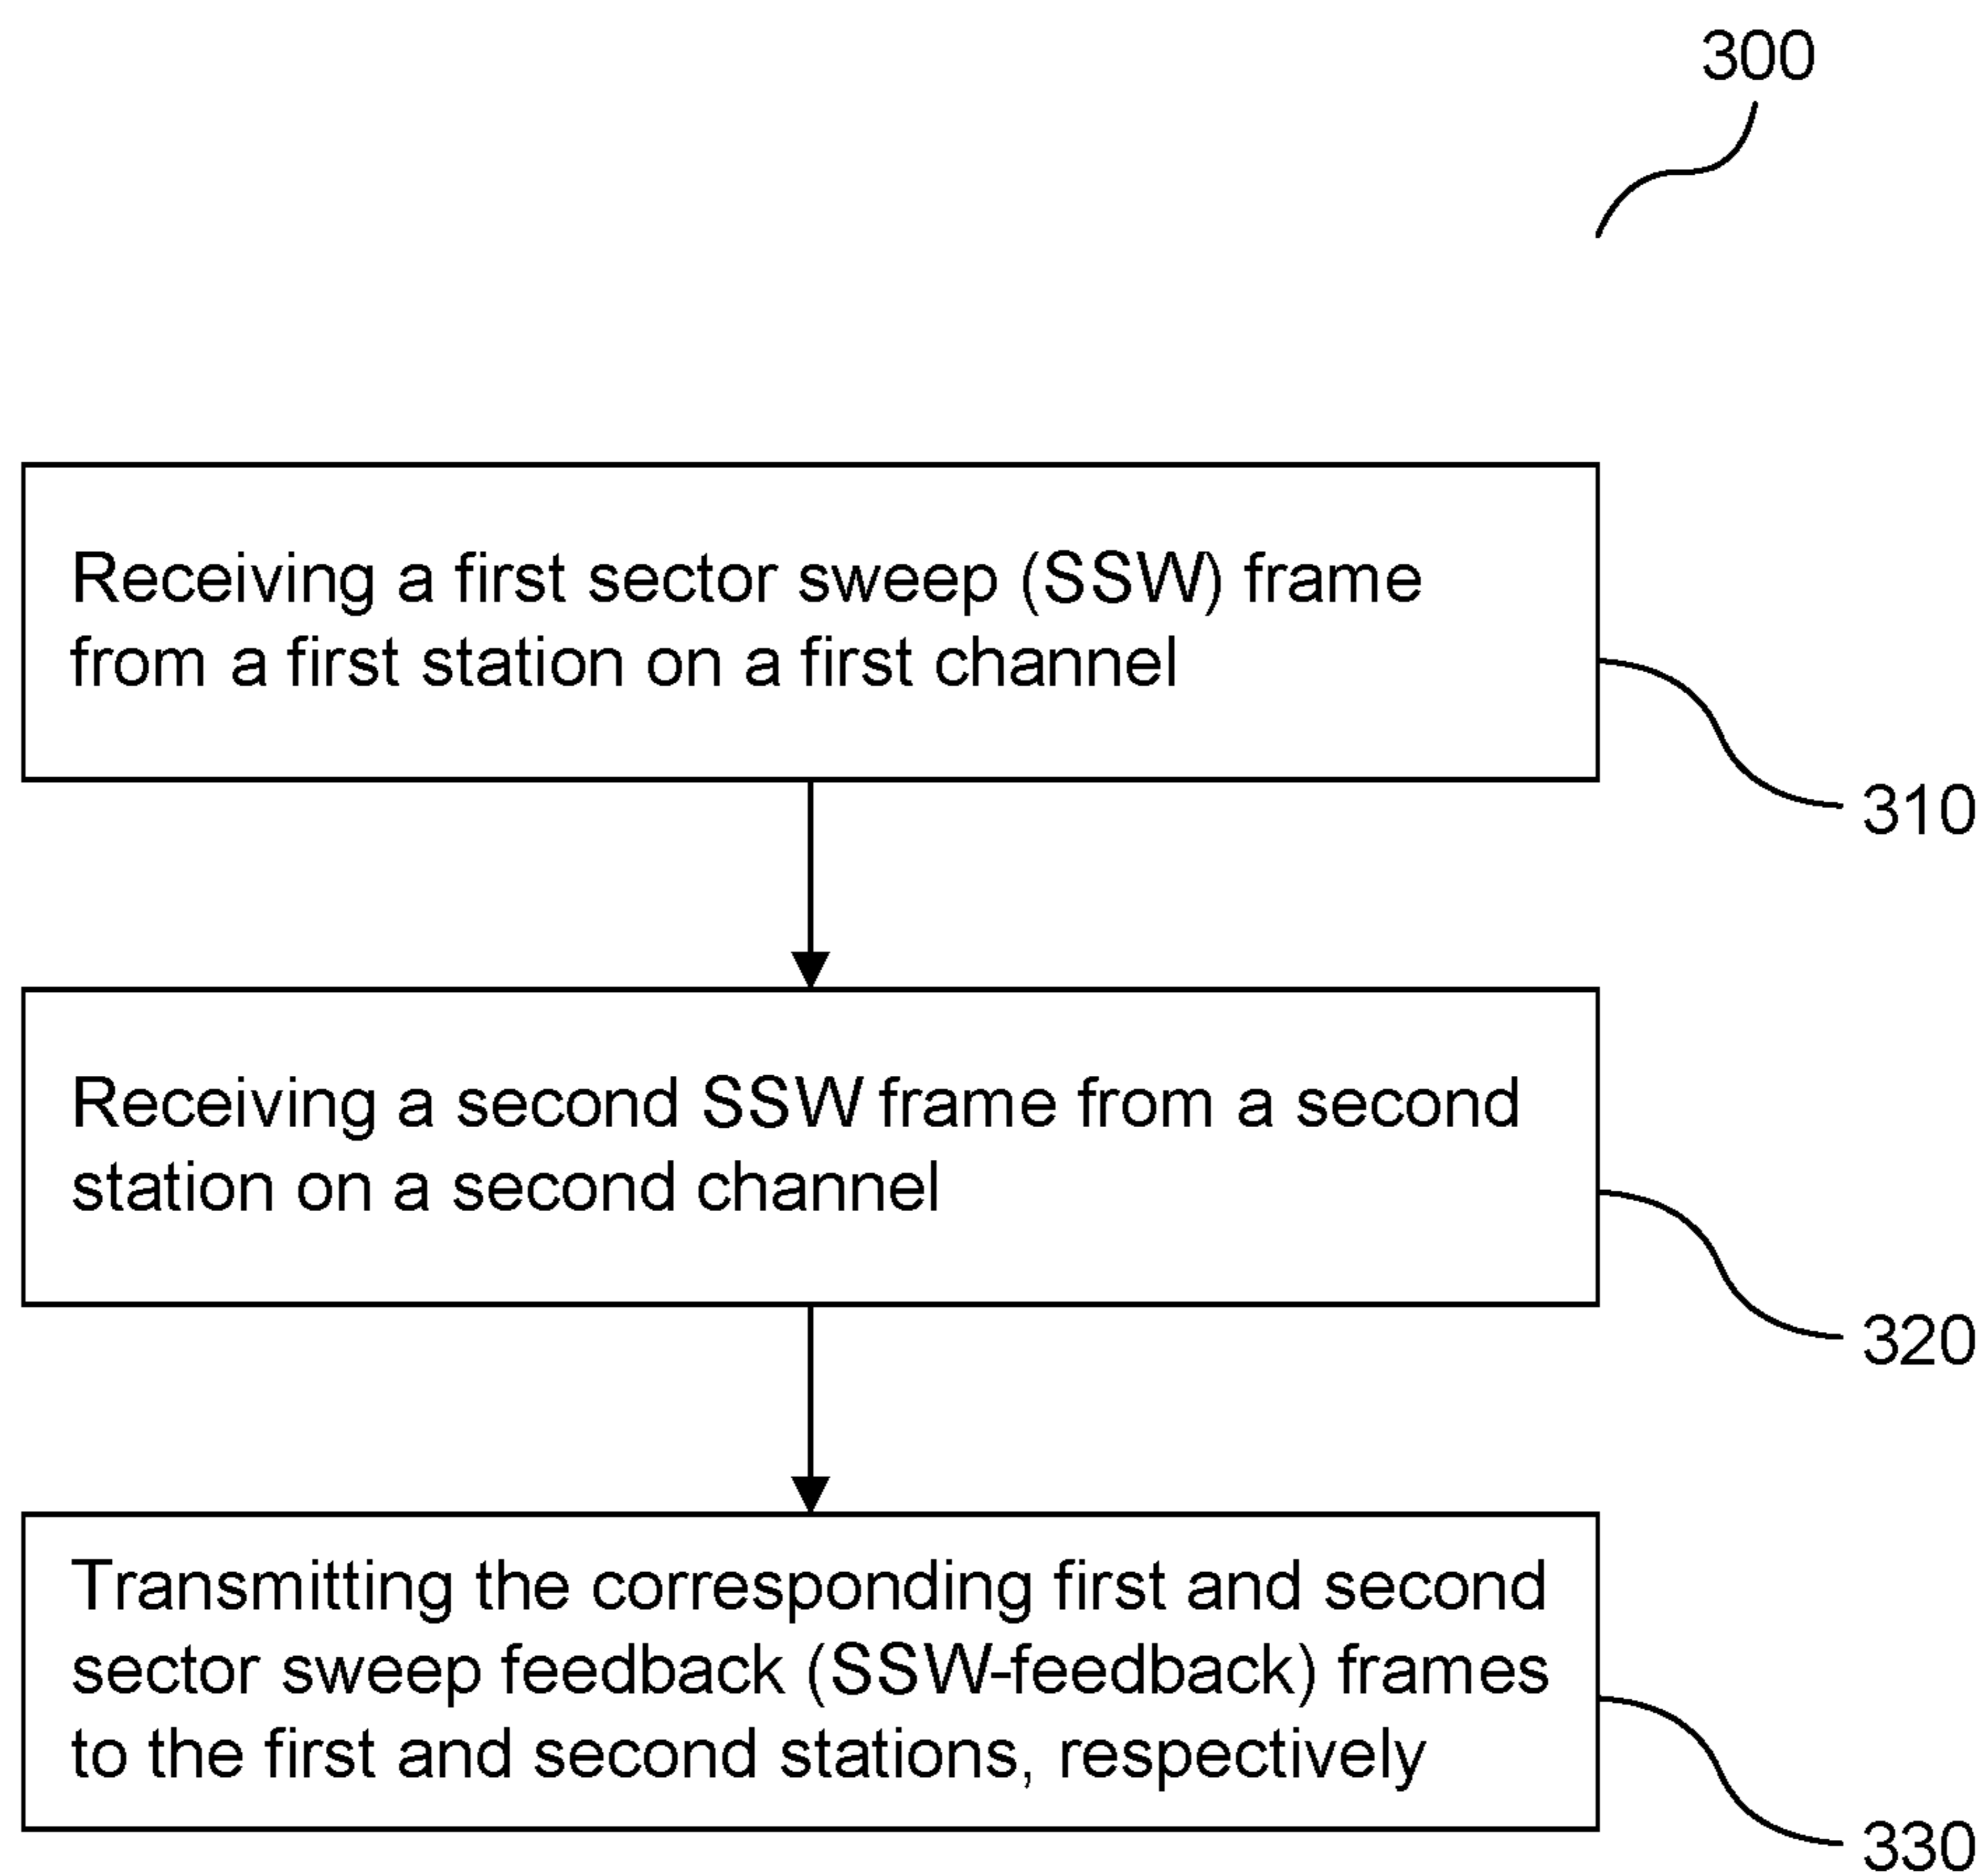 300
Receiving a first sector sweep (SSW) frame
from a first station on a first channel
310
Receiving a second SSW frame from a second
station on a second channel
320
Transmitting the corresponding first and second
sector sweep feedback (SSW-feedback) frames
to the first and second stations, respectively
330